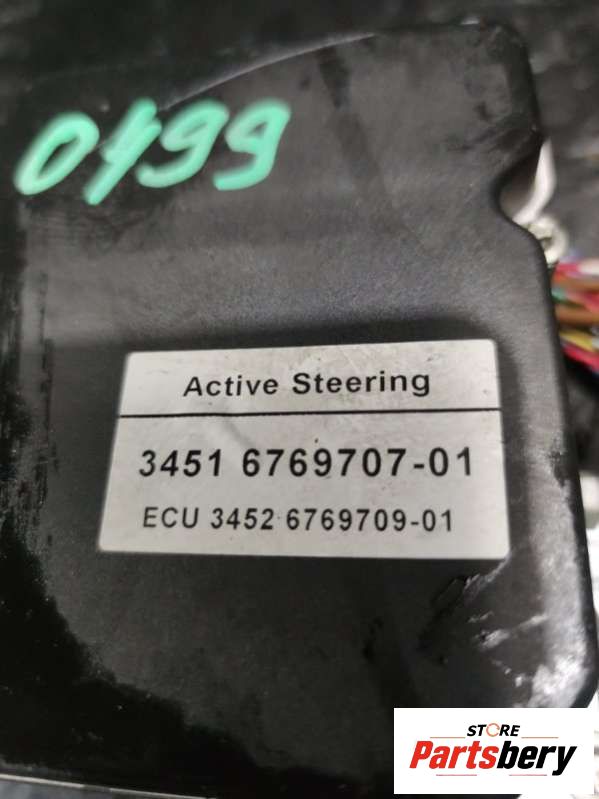 0499
Active Steering
3451 6769707-01
ECU 3452 6769709-01
STORE
Partsbery